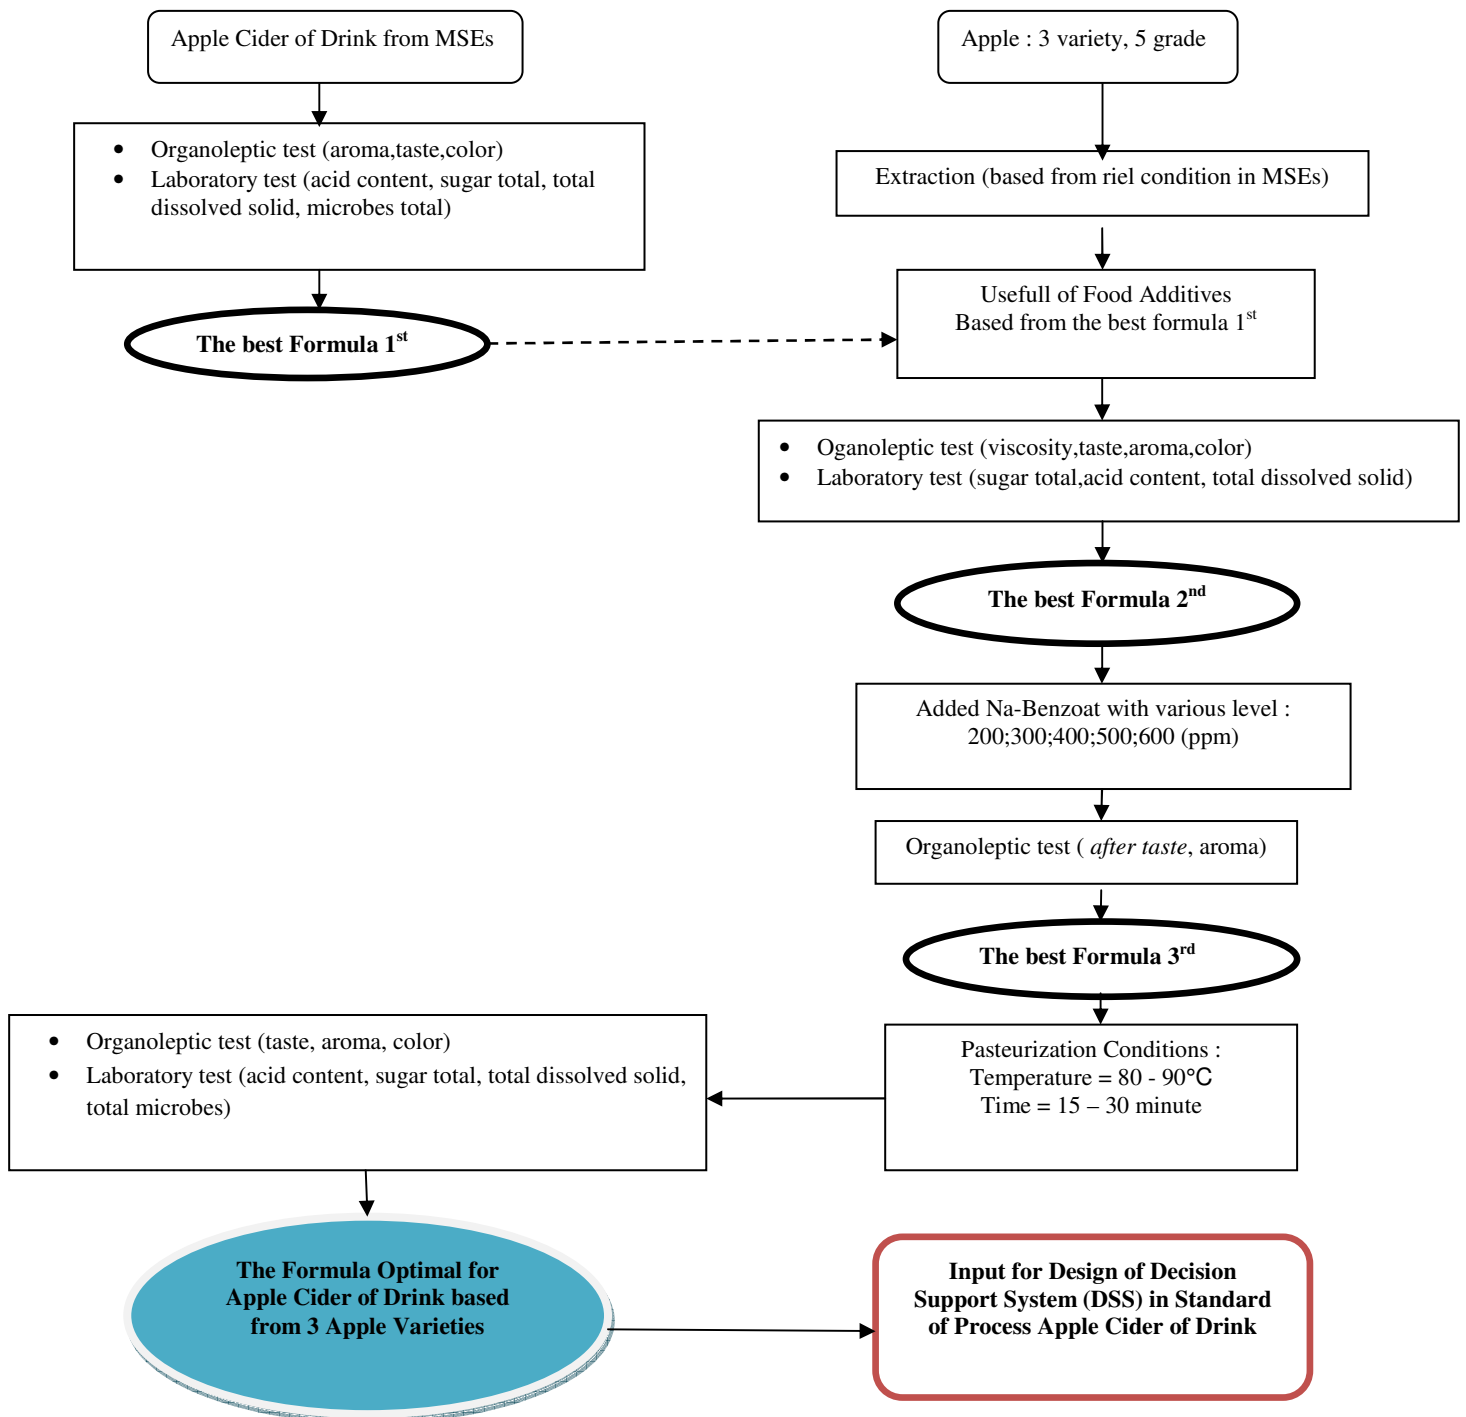 Apple Cider of Drink from MSEs
Apple : 3 variety, 5 grade
• Organoleptic test (aroma,taste,color)
• Laboratory test (acid content, sugar total, total
dissolved solid, microbes total)
Extraction (based from riel condition in MSEs)
The best Formula 1st
Usefull of Food Additives
Based from the best formula 1st
• Oganoleptic test (viscosity,taste,aroma,color)
• Laboratory test (sugar total,acid content, total dissolved solid)
The best Formula 2nd
Added Na-Benzoat with various level :
200;300;400;500;600 (ppm)
Organoleptic test ( after taste, aroma)
The best Formula 3rd
Pasteurization Conditions :
Temperature = 80 - 90°C
Time = 15 – 30 minute
• Organoleptic test (taste, aroma, color)
• Laboratory test (acid content, sugar total, total dissolved solid,
total microbes)
The Formula Optimal for
Apple Cider of Drink based
from 3 Apple Varieties
Input for Design of Decision
Support System (DSS) in Standard
of Process Apple Cider of Drink